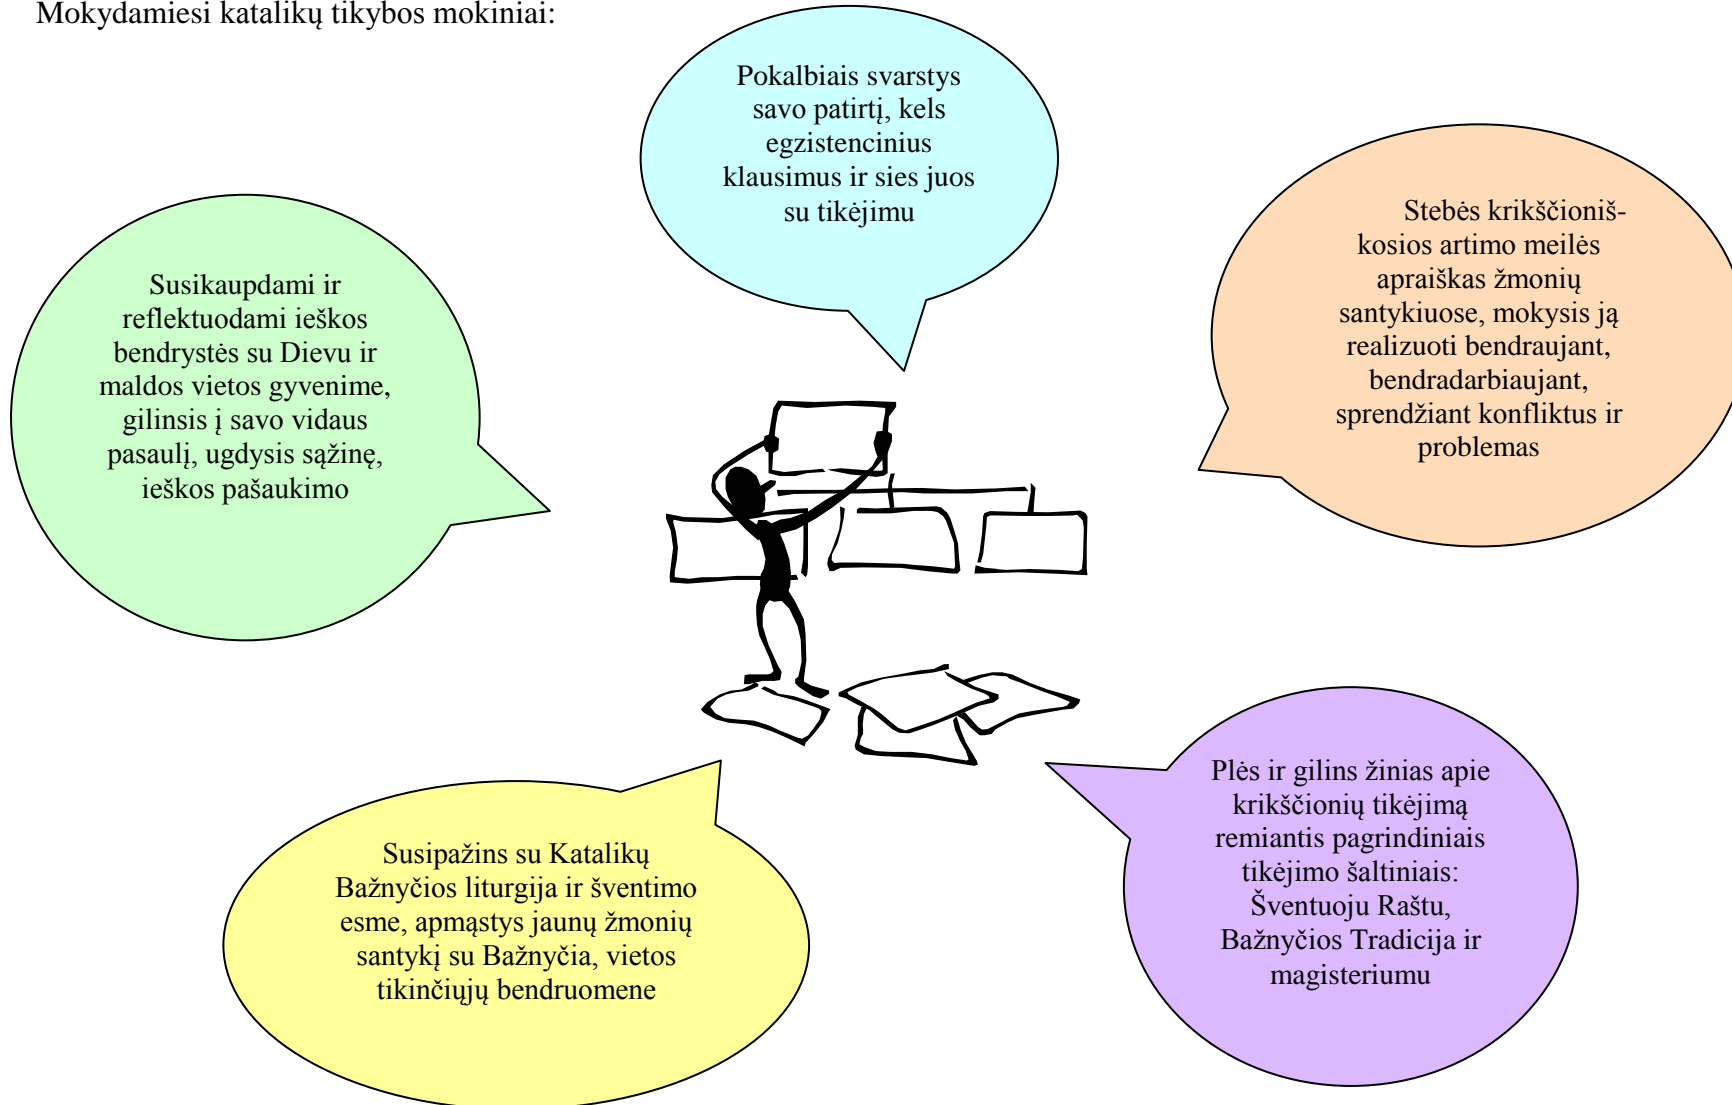 Mokydamiesi katalikų tikybos mokiniai:
Pokalbiais svarstys
savo patirtį, kels
egzistencinius
klausimus ir sies juos
su tikėjimu
Stebės krikščioniš-
kosios artimo meilės
apraiškas žmonių
santykiuose, mokysis ją
realizuoti bendraujant,
bendradarbiaujant,
sprendžiant konfliktus ir
problemas
Susikaupdami ir
reflektuodami ieškos
bendrystės su Dievu ir
maldos vietos gyvenime,
gilinsis į savo vidaus
pasaulį, ugdysis sąžinę,
ieškos pašaukimo
Plės ir gilins žinias apie
krikščionių tikėjimą
remiantis pagrindiniais
tikėjimo šaltiniais:
Šventuoju Raštu,
Bažnyčios Tradicija ir
magisteriumu
Susipažins su Katalikų
Bažnyčios liturgija ir šventimo
esme, apmąstys jaunų žmonių
santykį su Bažnyčia, vietos
tikinčiųjų bendruomene